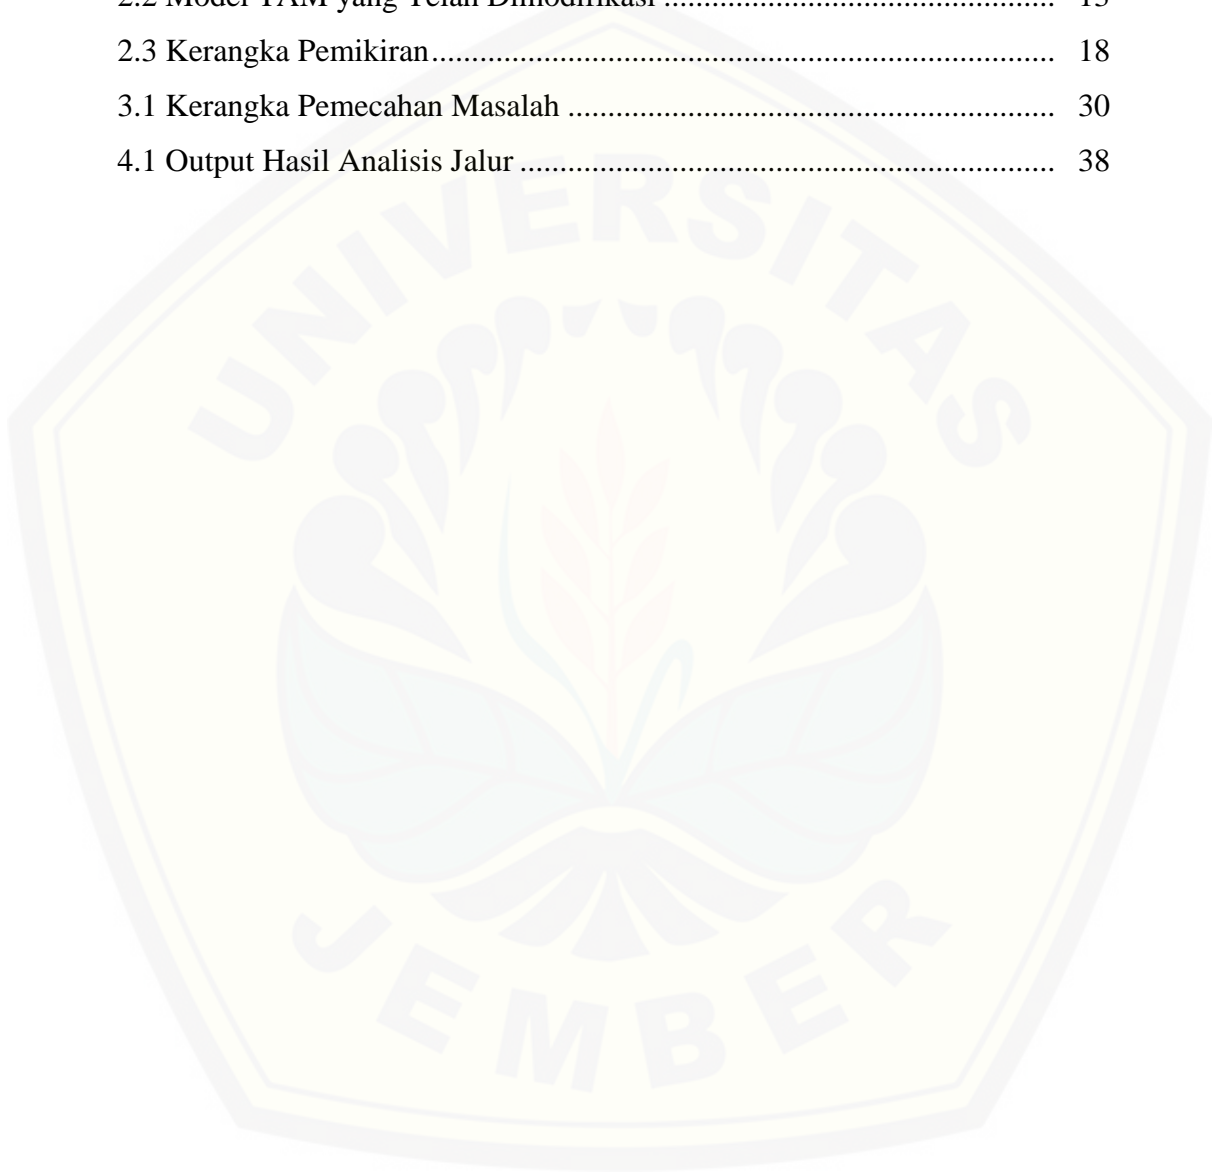 2.2 Model TAM yang Telah Dimodifikasi ......................................................... 15
2.3 Kerangka Pemikiran .................................................................................. 18
3.1 Kerangka Pemecahan Masalah ................................................................ 30
4.1 Output Hasil Analisis Jalur ....................................................................... 38
UNIVERSITAS
JEMBER